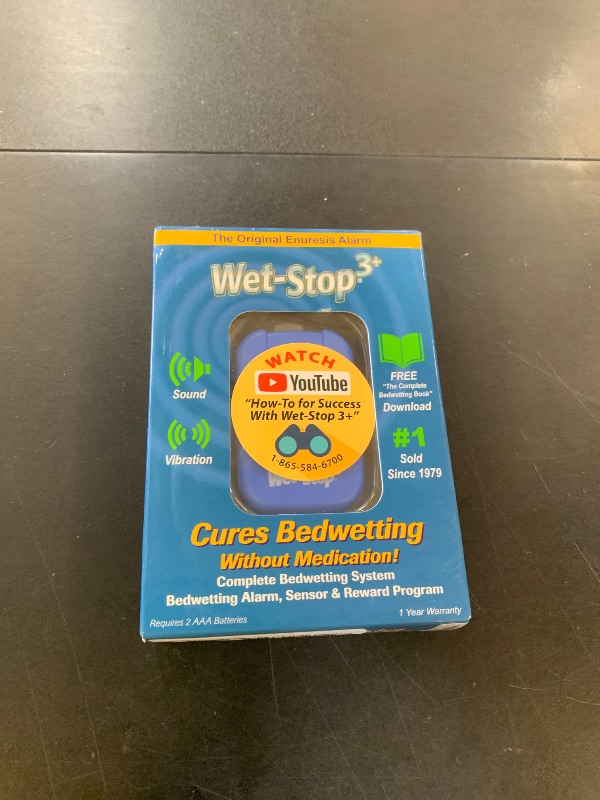 The Original Enuresis Alarm
Wet-Stop 3+
WATCH
YouTube
"How-To for Success
With Wet-Stop 3+"
1-865-584-6700
Wet-Stop
Sound
Vibration
FREE
"The Complete
Bedwetting Book"
Download
#1
Sold
Since 1979
Cures Bedwetting
Without Medication!
Complete Bedwetting System
Bedwetting Alarm, Sensor & Reward Program
Requires 2 AAA Batteries
1 Year Warranty